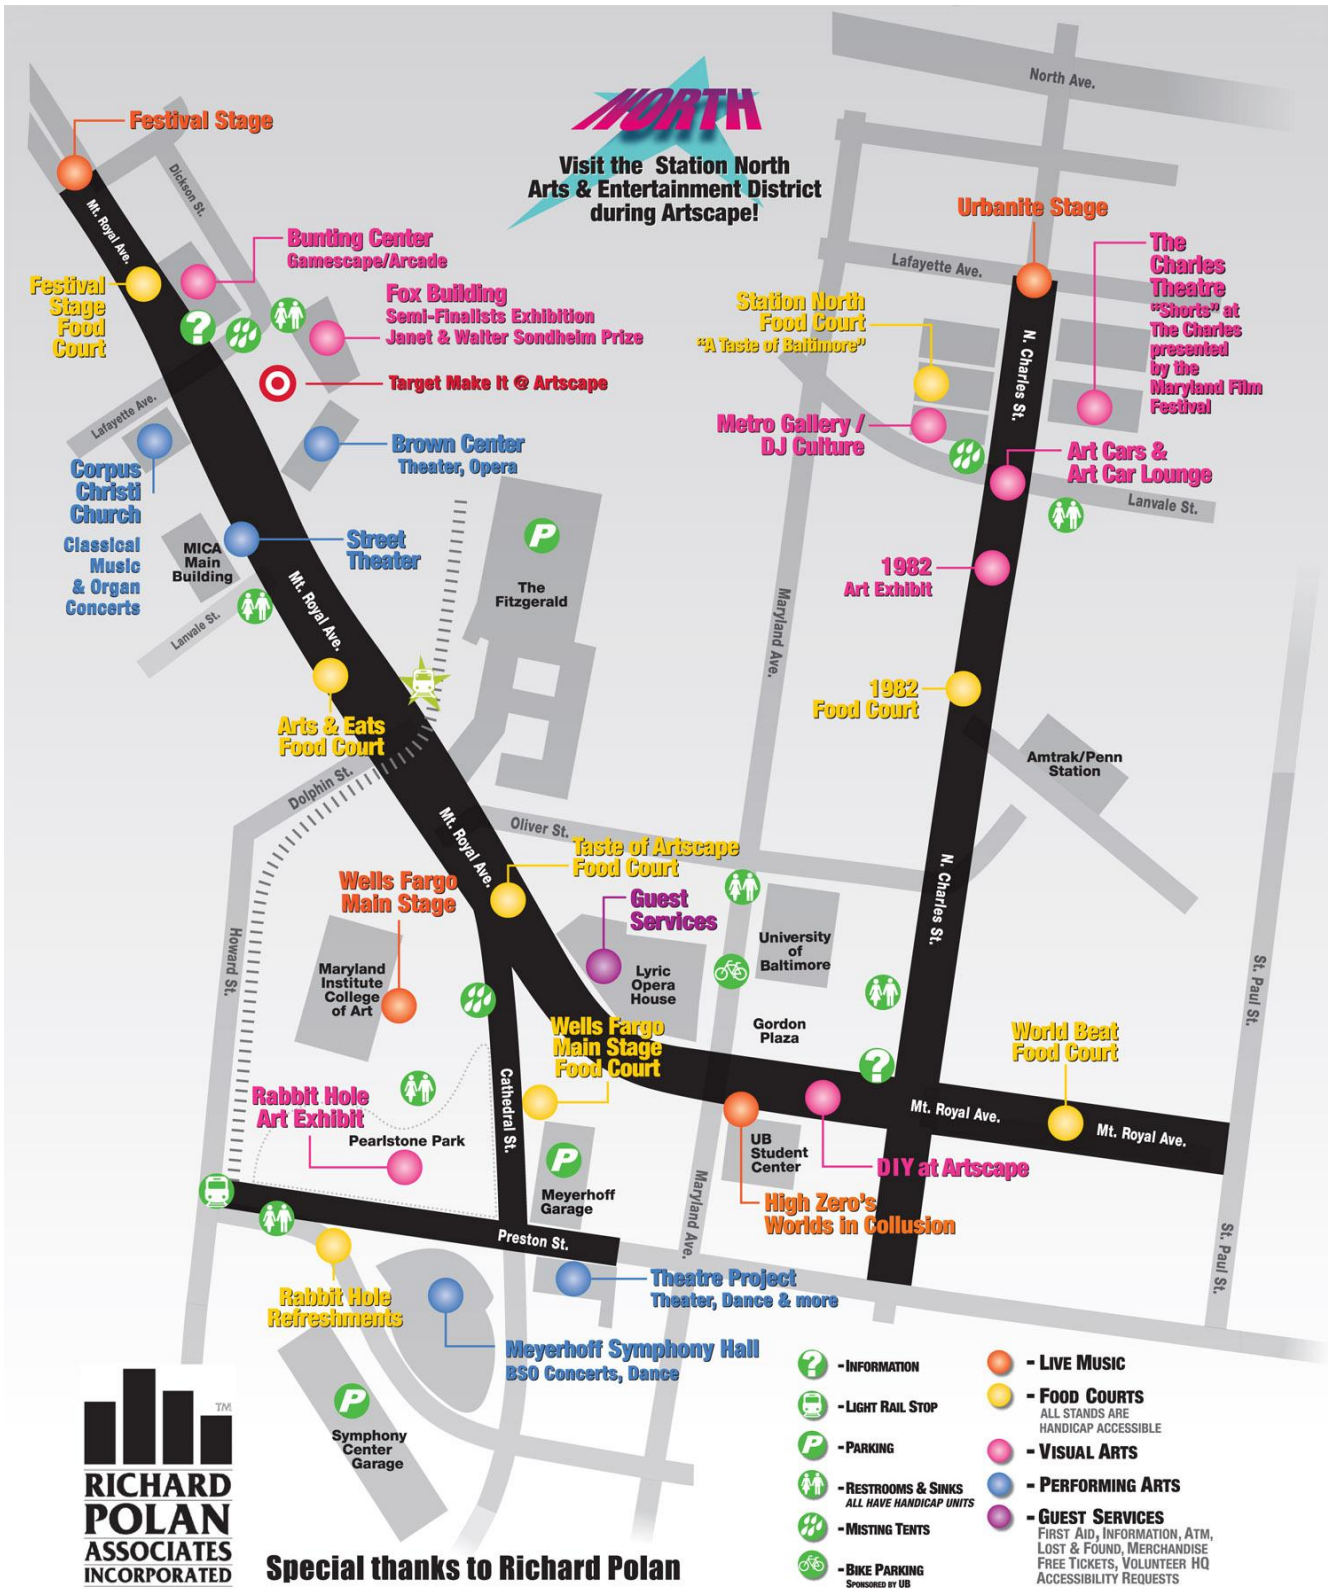 North Ave.
NORTH
Visit the Station North
Arts & Entertainment District
during Artscape!
Festival Stage
Dickson St.
Mt. Royal Ave.
Bunting Center
Gamescape/Arcade
Festival
Stage
Food
Court
Fox Building
Semi-Finalists Exhibition
Janet & Walter Sondheim Prize
?
Target Make It @ Artscape
Lafayette Ave.
Urbanite Stage
Lafayette Ave.
The
Charles
Theatre
"Shorts" at
The Charles
presented
by the
Maryland Film
Festival
Station North
Food Court
"A Taste of Baltimore"
N. Charles St.
Metro Gallery /
DJ Culture
Art Cars &
Art Car Lounge
Lanvale St.
Brown Center
Theater, Opera
Corpus
Christi
Church
Classical
Music
& Organ
Concerts
MICA
Main
Building
Street
Theater
P
The
Fitzgerald
1982
Art Exhibit
Maryland Ave.
Lanvale St.
Mt. Royal Ave.
1982
Food Court
Arts & Eats
Food Court
Amtrak/Penn
Station
Dolphin St.
Mt. Royal Ave.
Oliver St.
Taste of Artscape
Food Court
N. Charles St.
Wells Fargo
Main Stage
Guest
Services
University
of
Baltimore
Howard St.
Maryland
Institute
College
of Art
Lyric
Opera
House
St. Paul St.
Gordon
Plaza
Wells Fargo
Main Stage
Food Court
World Beat
Food Court
?
Cathedral St.
Rabbit Hole
Art Exhibit
Pearlstone Park
Mt. Royal Ave.
Mt. Royal Ave.
UB
Student
Center
DIY at Artscape
P
Meyerhoff
Garage
Maryland Ave.
High Zero's
Worlds in Collusion
Preston St.
St. Paul St.
Rabbit Hole
Refreshments
Theatre Project
Theater, Dance & more
Meyerhoff Symphony Hall
BSO Concerts, Dance
P
Symphony
Center
Garage
? - INFORMATION
- LIGHT RAIL STOP
P - PARKING
- RESTROOMS & SINKS
ALL HAVE HANDICAP UNITS
- MISTING TENTS
- BIKE PARKING
SPONSORED BY UB
- LIVE MUSIC
- FOOD COURTS
ALL STANDS ARE
HANDICAP ACCESSIBLE
- VISUAL ARTS
- PERFORMING ARTS
- GUEST SERVICES
FIRST AID, INFORMATION, ATM,
LOST & FOUND, MERCHANDISE
FREE TICKETS, VOLUNTEER HQ
ACCESSIBILITY REQUESTS
TM
RICHARD
POLAN
ASSOCIATES
INCORPORATED
Special thanks to Richard Polan